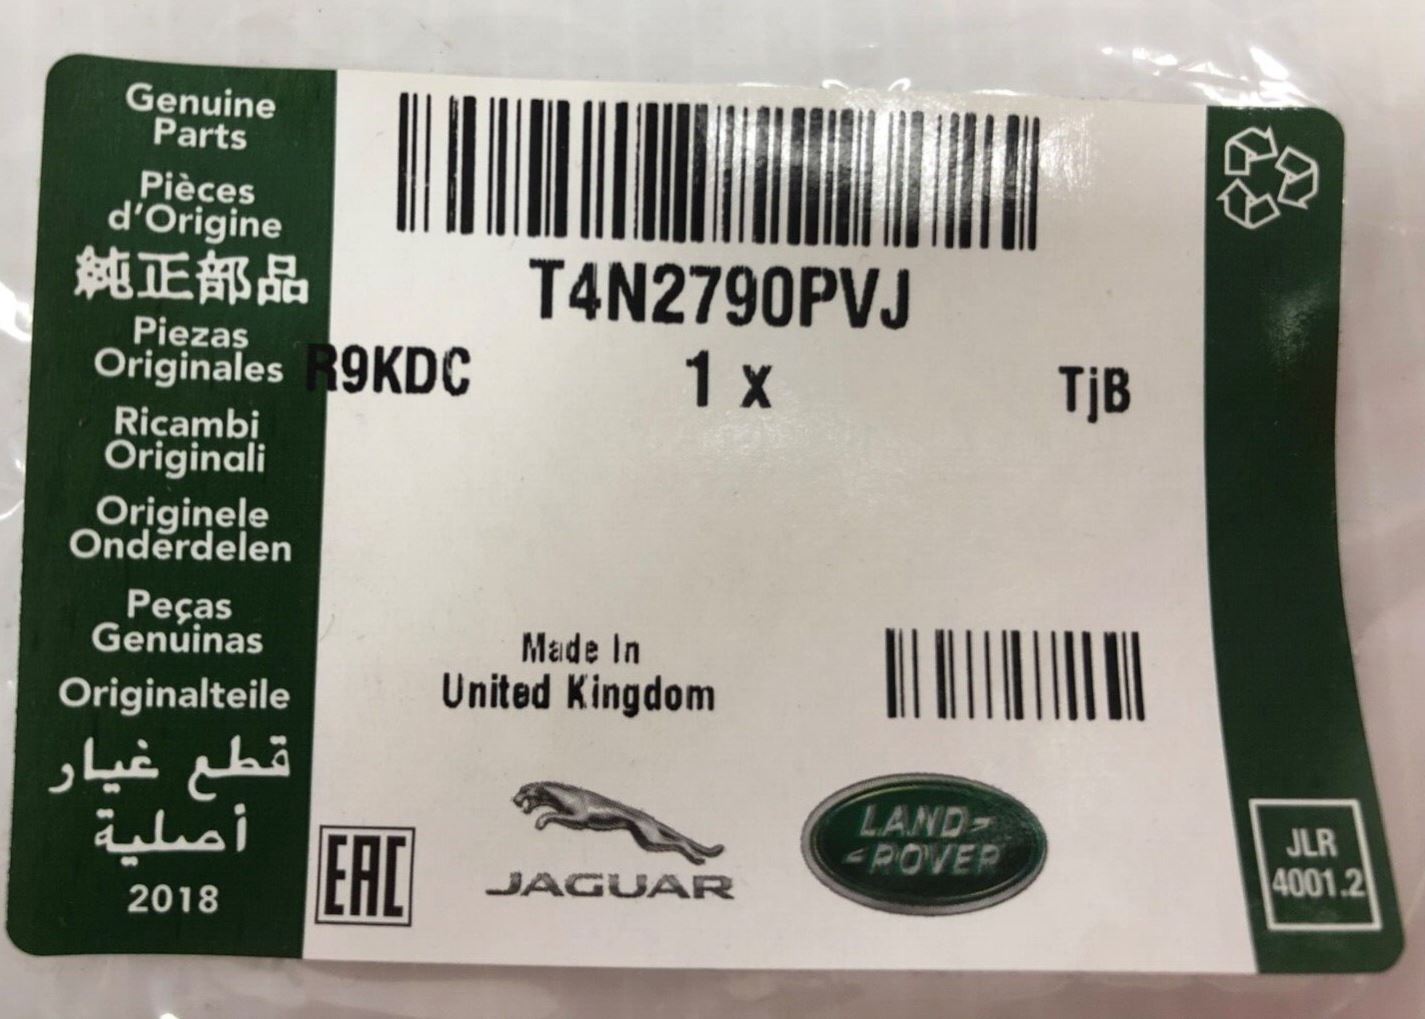 Genuine
Parts
Pièces
d'Origine
純正部品
Piezas
Originales
Ricambi
Originali
Originele
Onderdelen
Peças
Genuinas
Originalteile
قطع غيار
أصلية
2018
T4N2790PVJ
R9KDC 1 x TjB
Made In
United Kingdom
EAC
JAGUAR
LAND-
-ROVER
JLR
4001.2